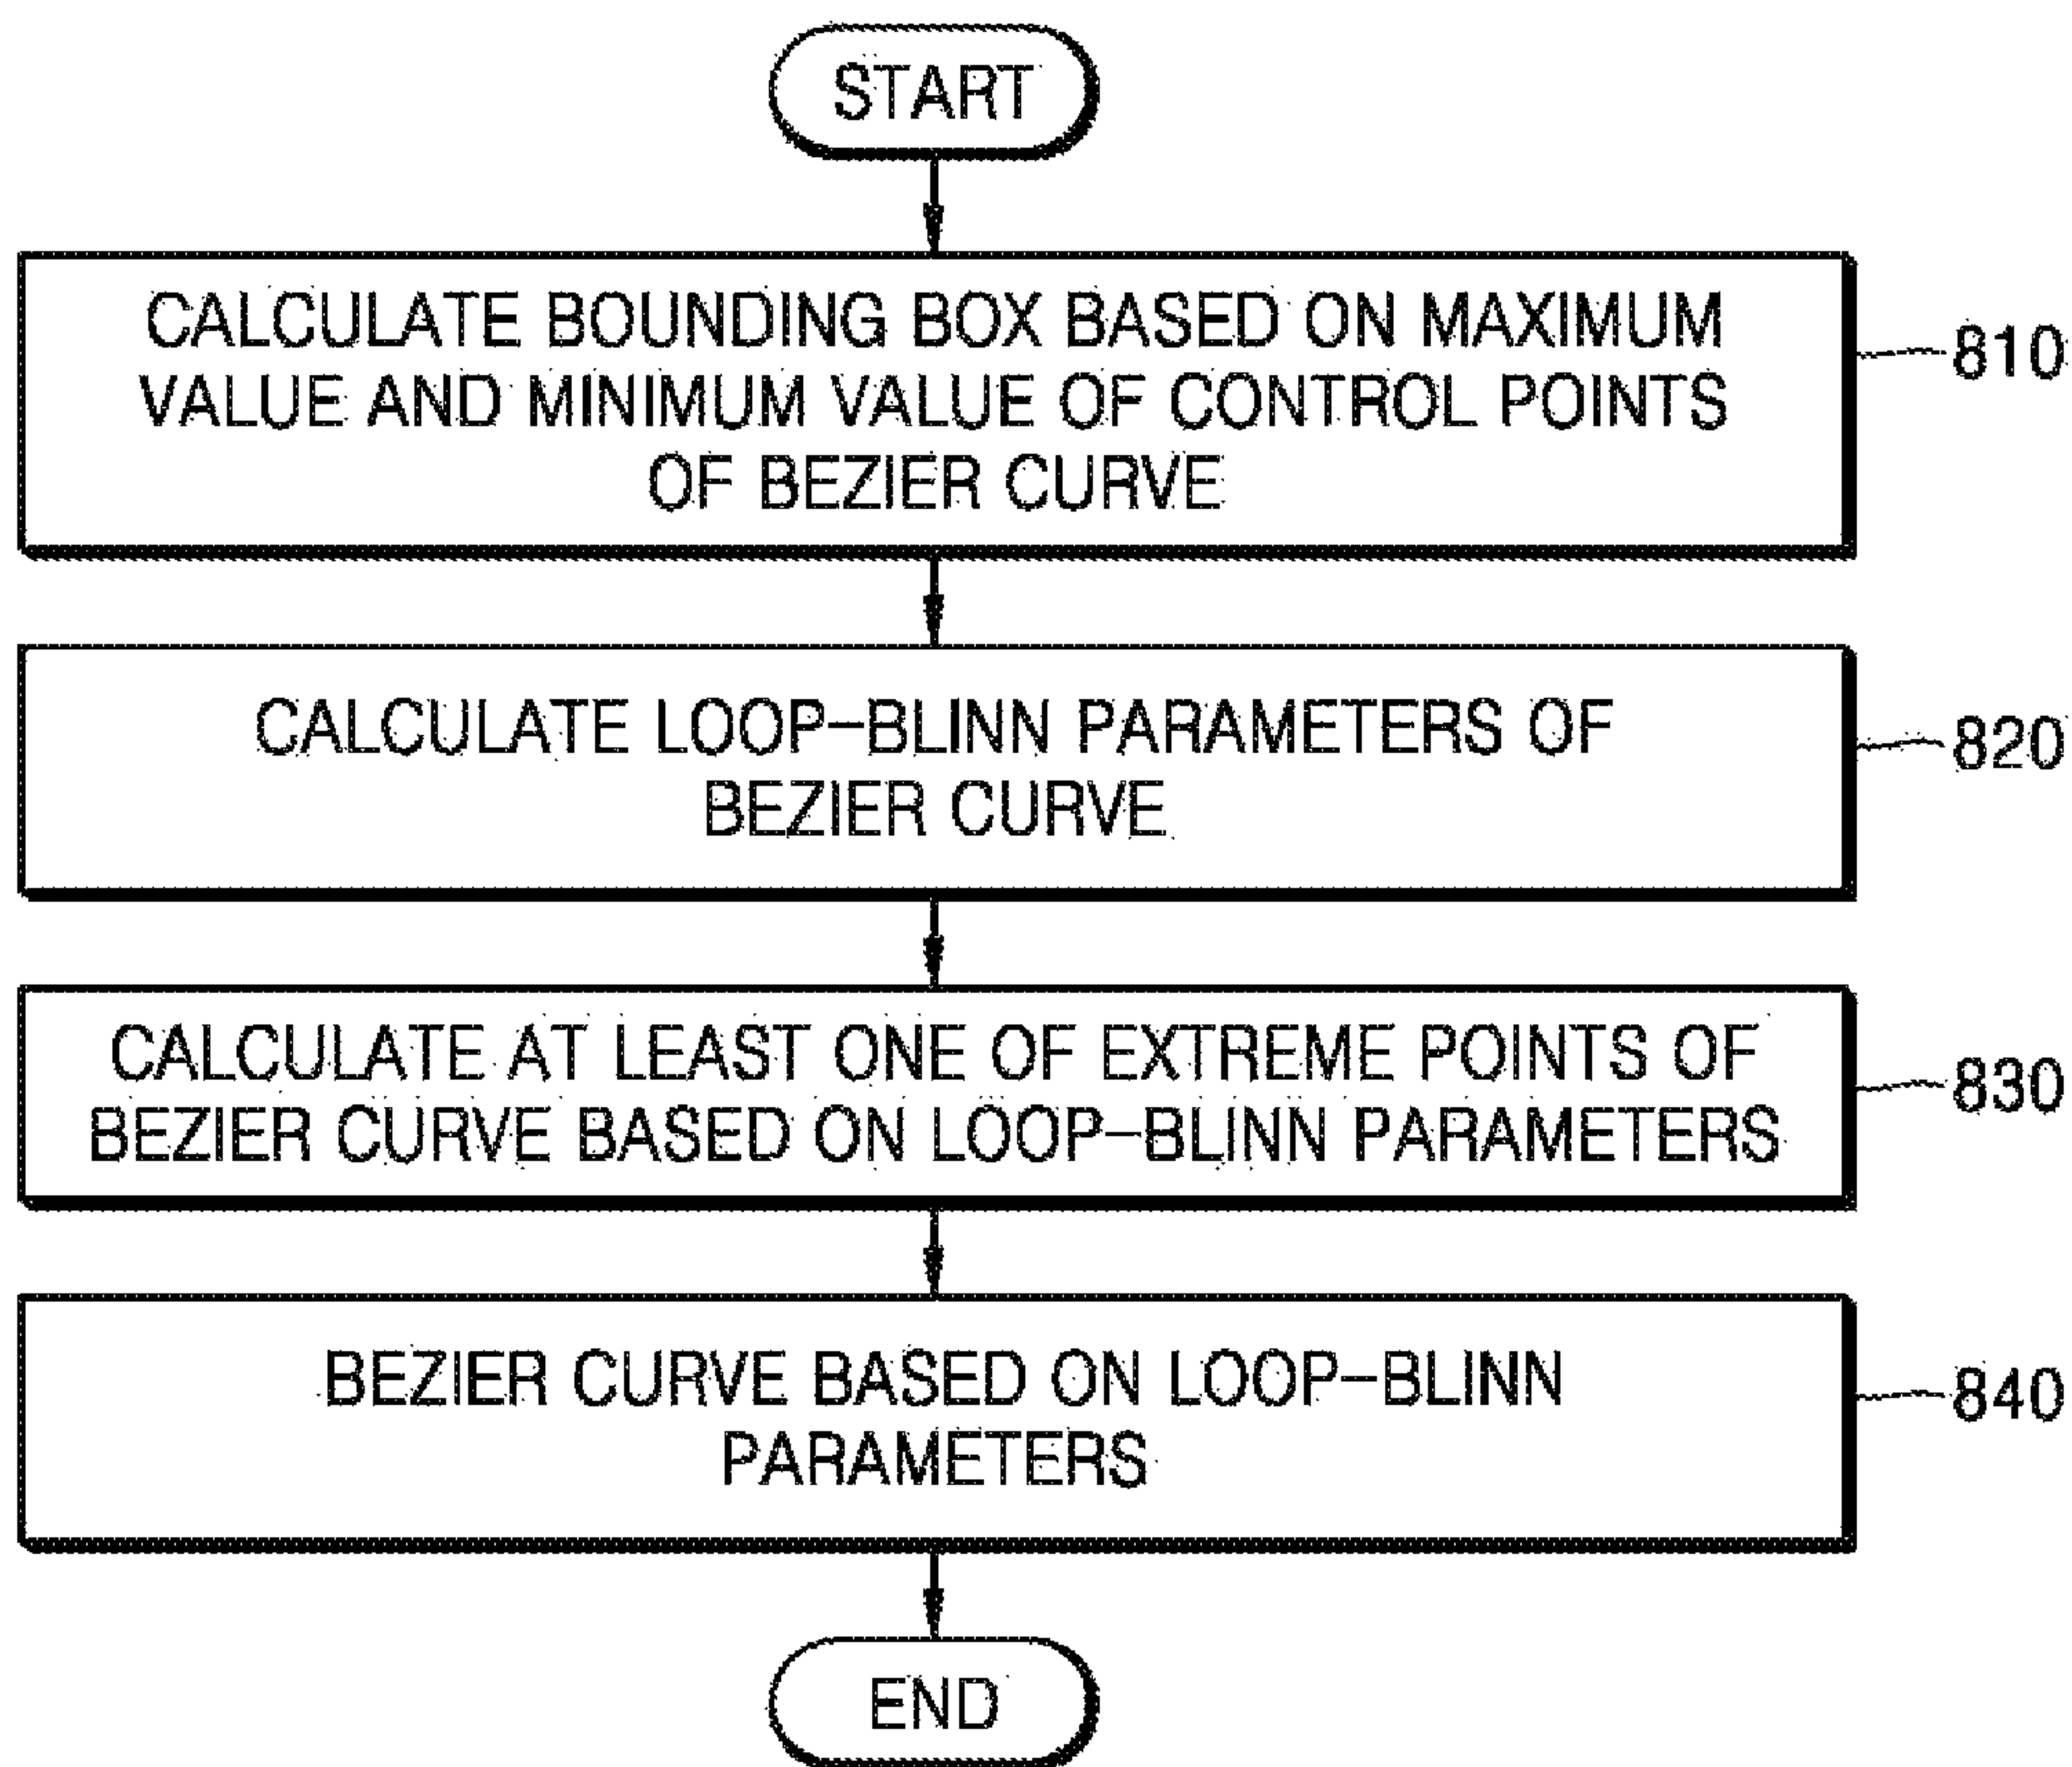 START
CALCULATE BOUNDING BOX BASED ON MAXIMUM
VALUE AND MINIMUM VALUE OF CONTROL POINTS
OF BEZIER CURVE
810
CALCULATE LOOP-BLINN PARAMETERS OF
BEZIER CURVE
820
CALCULATE AT LEAST ONE OF EXTREME POINTS OF
BEZIER CURVE BASED ON LOOP-BLINN PARAMETERS
830
BEZIER CURVE BASED ON LOOP-BLINN
PARAMETERS
840
END